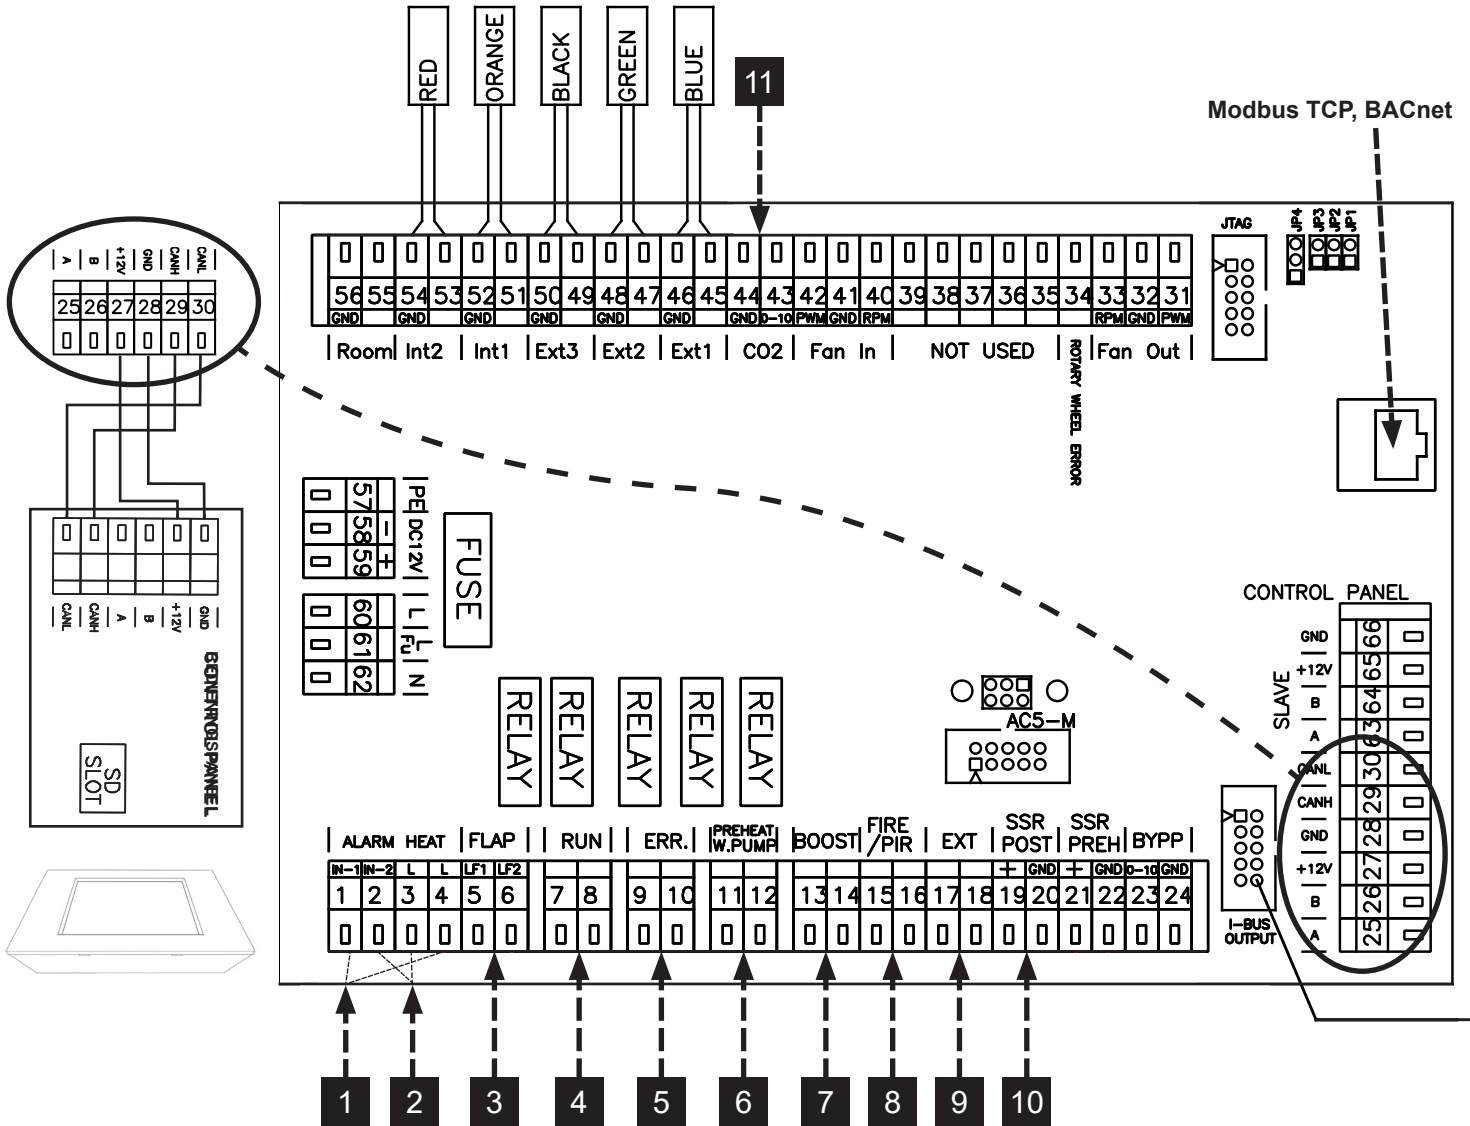 RED
ORANGE
BLACK
GREEN
BLUE
11
Modbus TCP, BACnet
JTAG
JP4
JP3
JP2
JP1
A B +12V GND CANH CANL
25 26 27 28 29 30
56 55 54 53 52 51 50 49 48 47 46 45 44 43 42 41 40 39 38 37 36 35 34 33 32 31
GND GND GND GND GND GND GND 0-10 PWM GND RPM RPM GND PWM
Room Int2 Int1 Ext3 Ext2 Ext1 CO2 Fan In NOT USED ROTARY WHEEL ERROR Fan Out
57 PE
58 - DC12V
59 +
60 L
61 L Fu
62 N
FUSE
CANL CANH A B +12V GND
SD SLOT
RELAY
RELAY
RELAY
RELAY
RELAY
AC5-M
CONTROL PANEL
SLAVE
GND 66
+12V 65
B 64
A 63
CANL 30
CANH 29
GND 28
+12V 27
B 26
A 25
I-BUS
OUTPUT
ALARM HEAT FLAP RUN ERR. PREHEAT W.PUMP BOOST FIRE /PIR EXT SSR POST SSR PREH BYPP
IN-1 IN-2 L L LF1 LF2 + GND + GND 0-10 GND
1 2 3 4 5 6 7 8 9 10 11 12 13 14 15 16 17 18 19 20 21 22 23 24
1 2 3 4 5 6 7 8 9 10